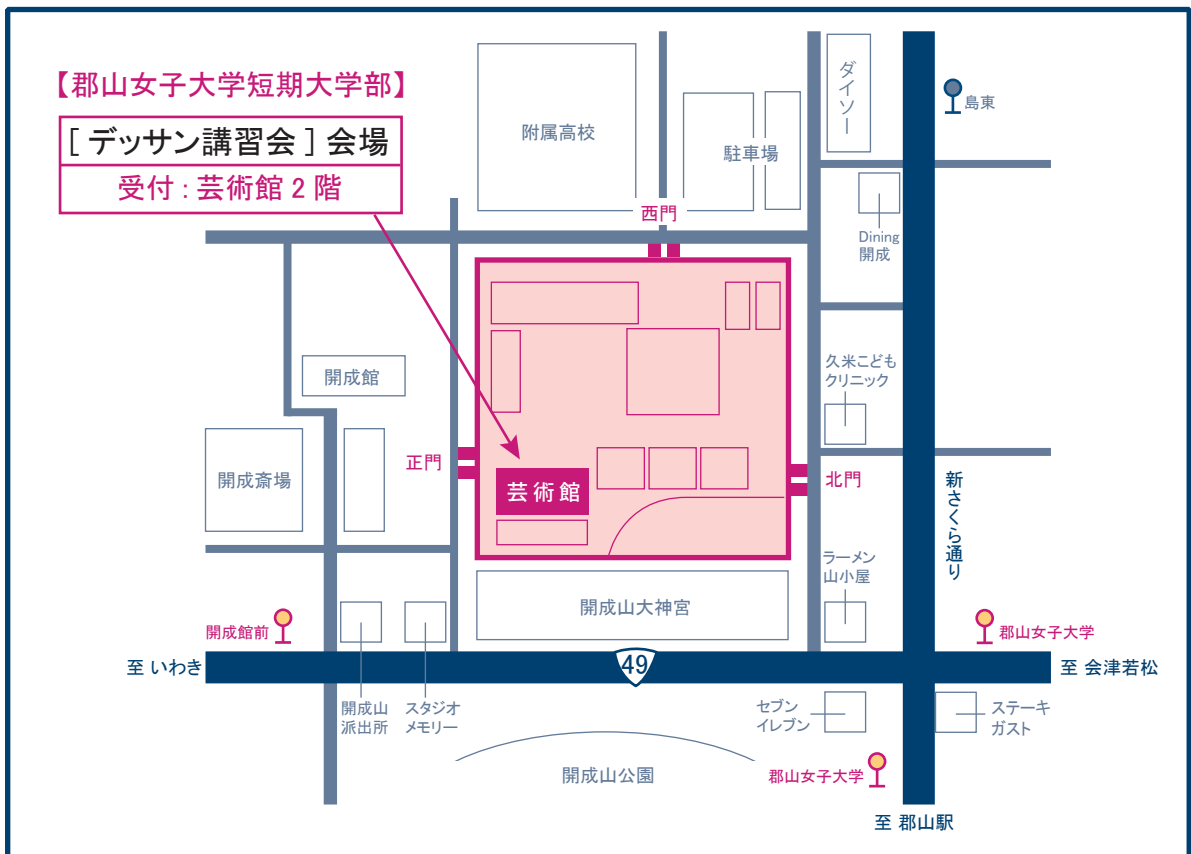 【郡山女子大学短期大学部】
[ デッサン講習会 ] 会場
受付 : 芸術館 2 階
附属高校
駐車場
ダイソー
島東
西門
Dining
開成
開成館
久米こども
クリニック
開成斎場
正門
芸術館
北門
新さくら通り
ラーメン
山小屋
開成山大神宮
開成館前
郡山女子大学
至 いわき
49
至 会津若松
開成山
派出所
スタジオ
メモリー
セブン
イレブン
ステーキ
ガスト
開成山公園
郡山女子大学
至 郡山駅